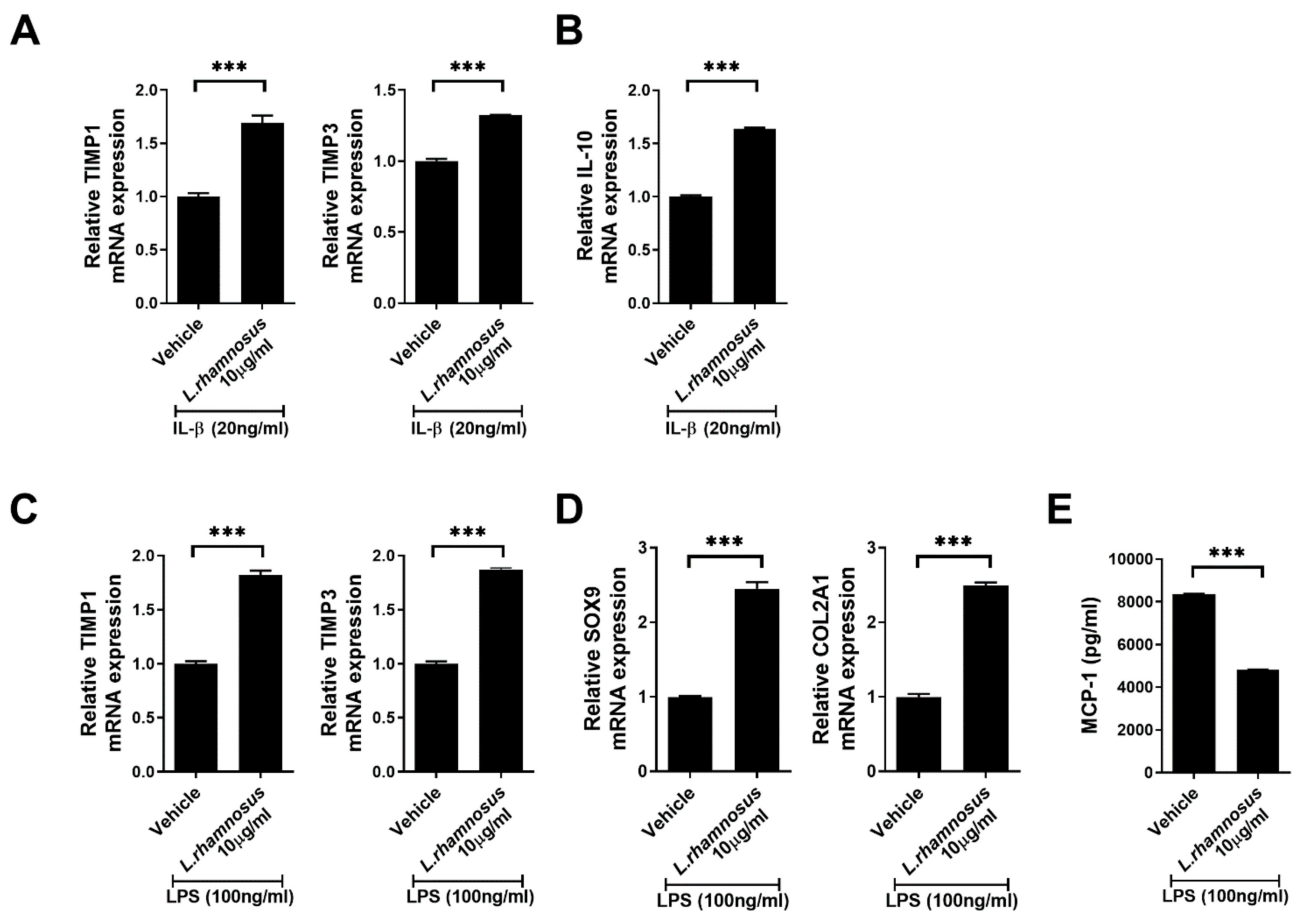 A
***
Relative TIMP1
mRNA expression
2.0
1.5
1.0
0.5
0.0
Vehicle
L.rhamnosus
10μg/ml
IL-β (20ng/ml)
***
Relative TIMP3
mRNA expression
1.5
1.0
0.5
0.0
Vehicle
L.rhamnosus
10μg/ml
IL-β (20ng/ml)
B
***
Relative IL-10
mRNA expression
2.0
1.5
1.0
0.5
0.0
Vehicle
L.rhamnosus
10μg/ml
IL-β (20ng/ml)
C
***
Relative TIMP1
mRNA expression
2.0
1.5
1.0
0.5
0.0
Vehicle
L.rhamnosus
10μg/ml
LPS (100ng/ml)
***
Relative TIMP3
mRNA expression
2.0
1.5
1.0
0.5
0.0
Vehicle
L.rhamnosus
10μg/ml
LPS (100ng/ml)
D
***
Relative SOX9
mRNA expression
3
2
1
0
Vehicle
L.rhamnosus
10μg/ml
LPS (100ng/ml)
***
Relative COL2A1
mRNA expression
3
2
1
0
Vehicle
L.rhamnosus
10μg/ml
LPS (100ng/ml)
E
***
MCP-1 (pg/ml)
10000
8000
6000
4000
2000
0
Vehicle
L.rhamnosus
10μg/ml
LPS (100ng/ml)